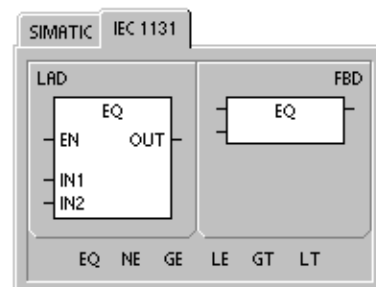 SIMATIC IEC 1131
LAD FBD
EQ EQ
EN OUT
IN1
IN2
EQ NE GE LE GT LT